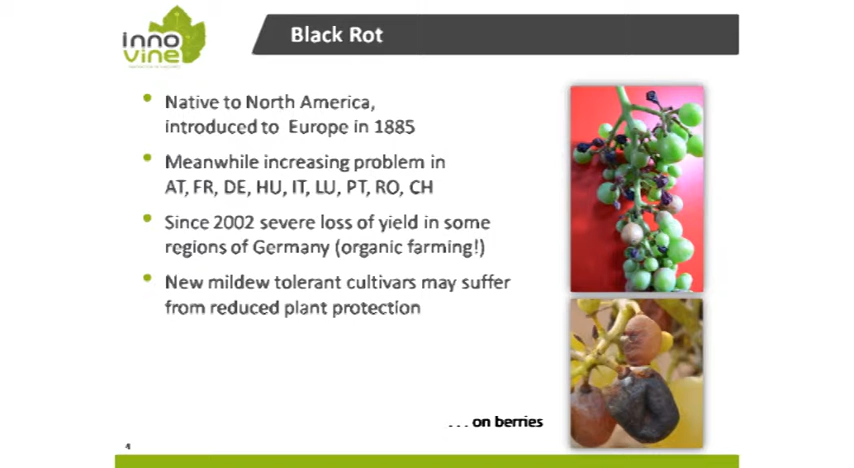 inno
vine
Black Rot
Native to North America,
introduced to Europe in 1885
Meanwhile increasing problem in
AT, FR, DE, HU, IT, LU, PT, RO, CH
Since 2002 severe loss of yield in some
regions of Germany (organic farming!)
New mildew tolerant cultivars may suffer
from reduced plant protection
. . . on berries
4